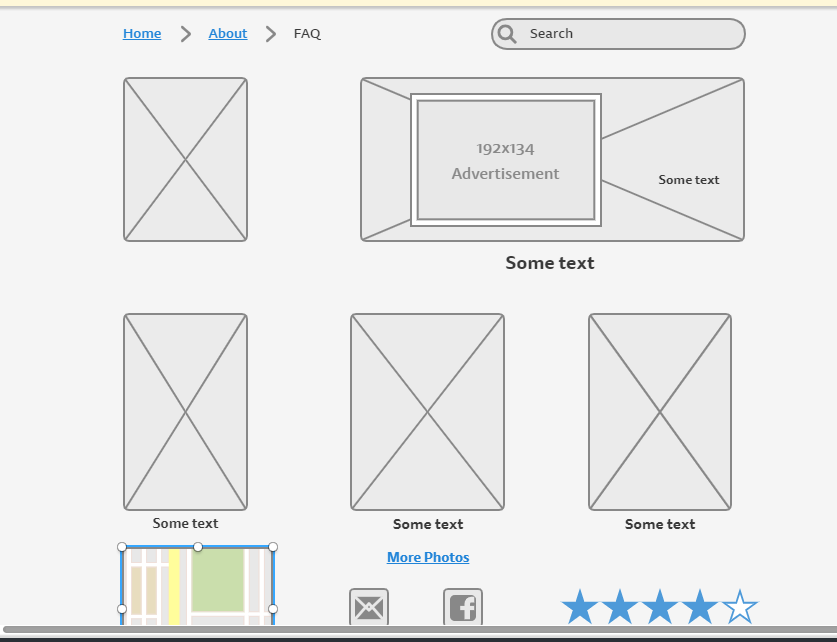 Home
About
FAQ
Search
192x134
Advertisement
Some text
Some text
Some text
Some text
Some text
More Photos